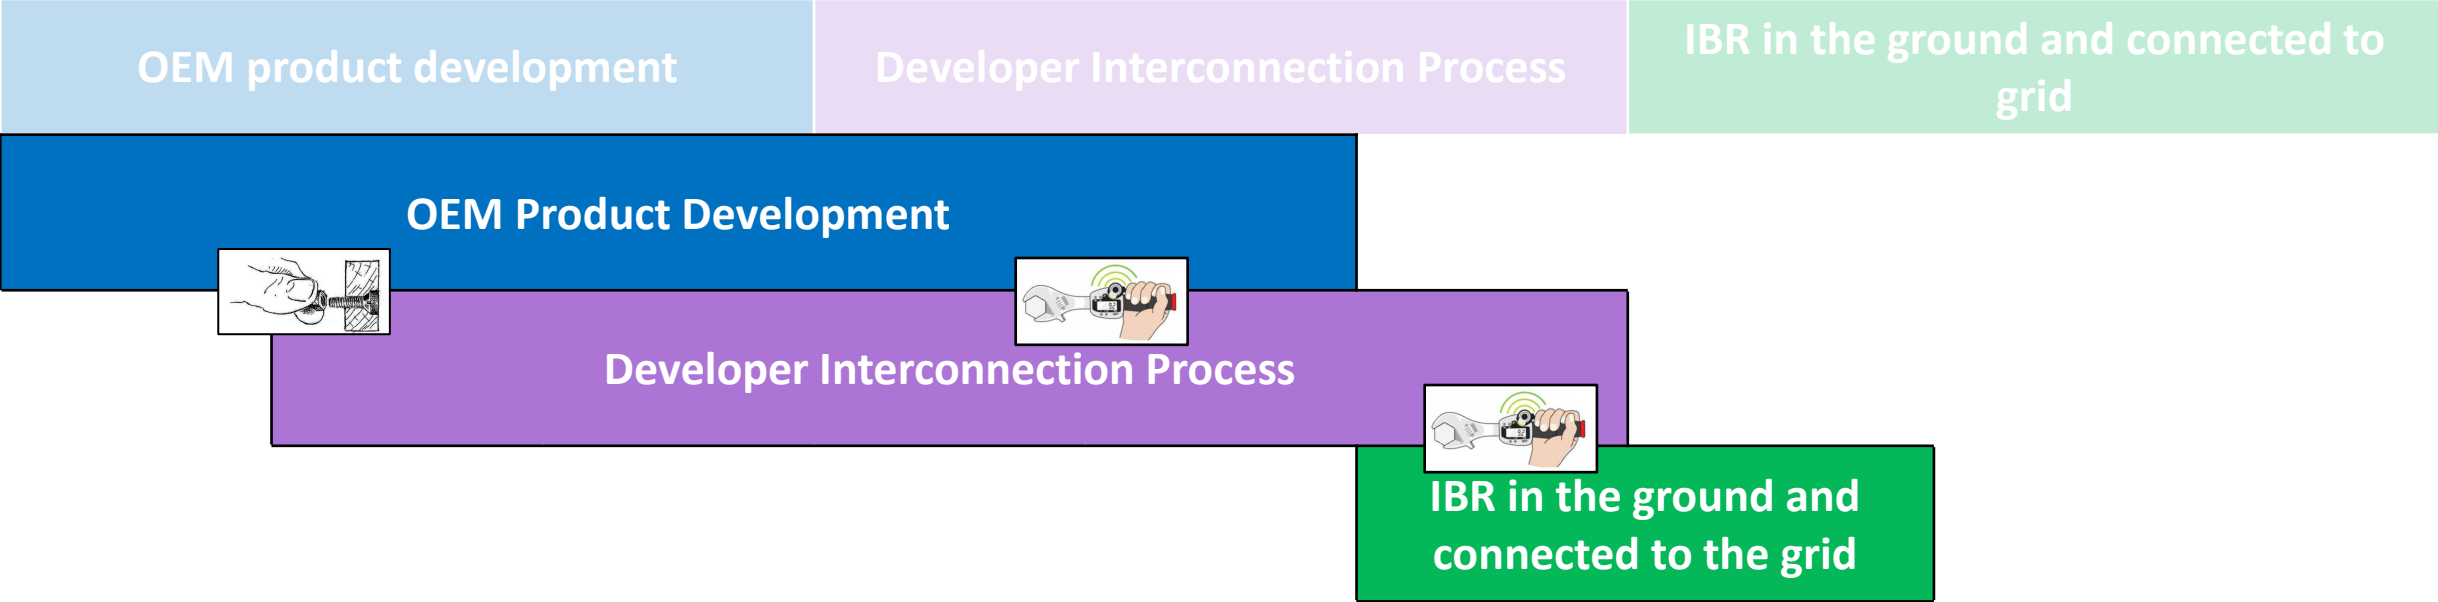 OEM product development
Developer Interconnection Process
IBR in the ground and connected to
grid
OEM Product Development
Developer Interconnection Process
IBR in the ground and
connected to the grid